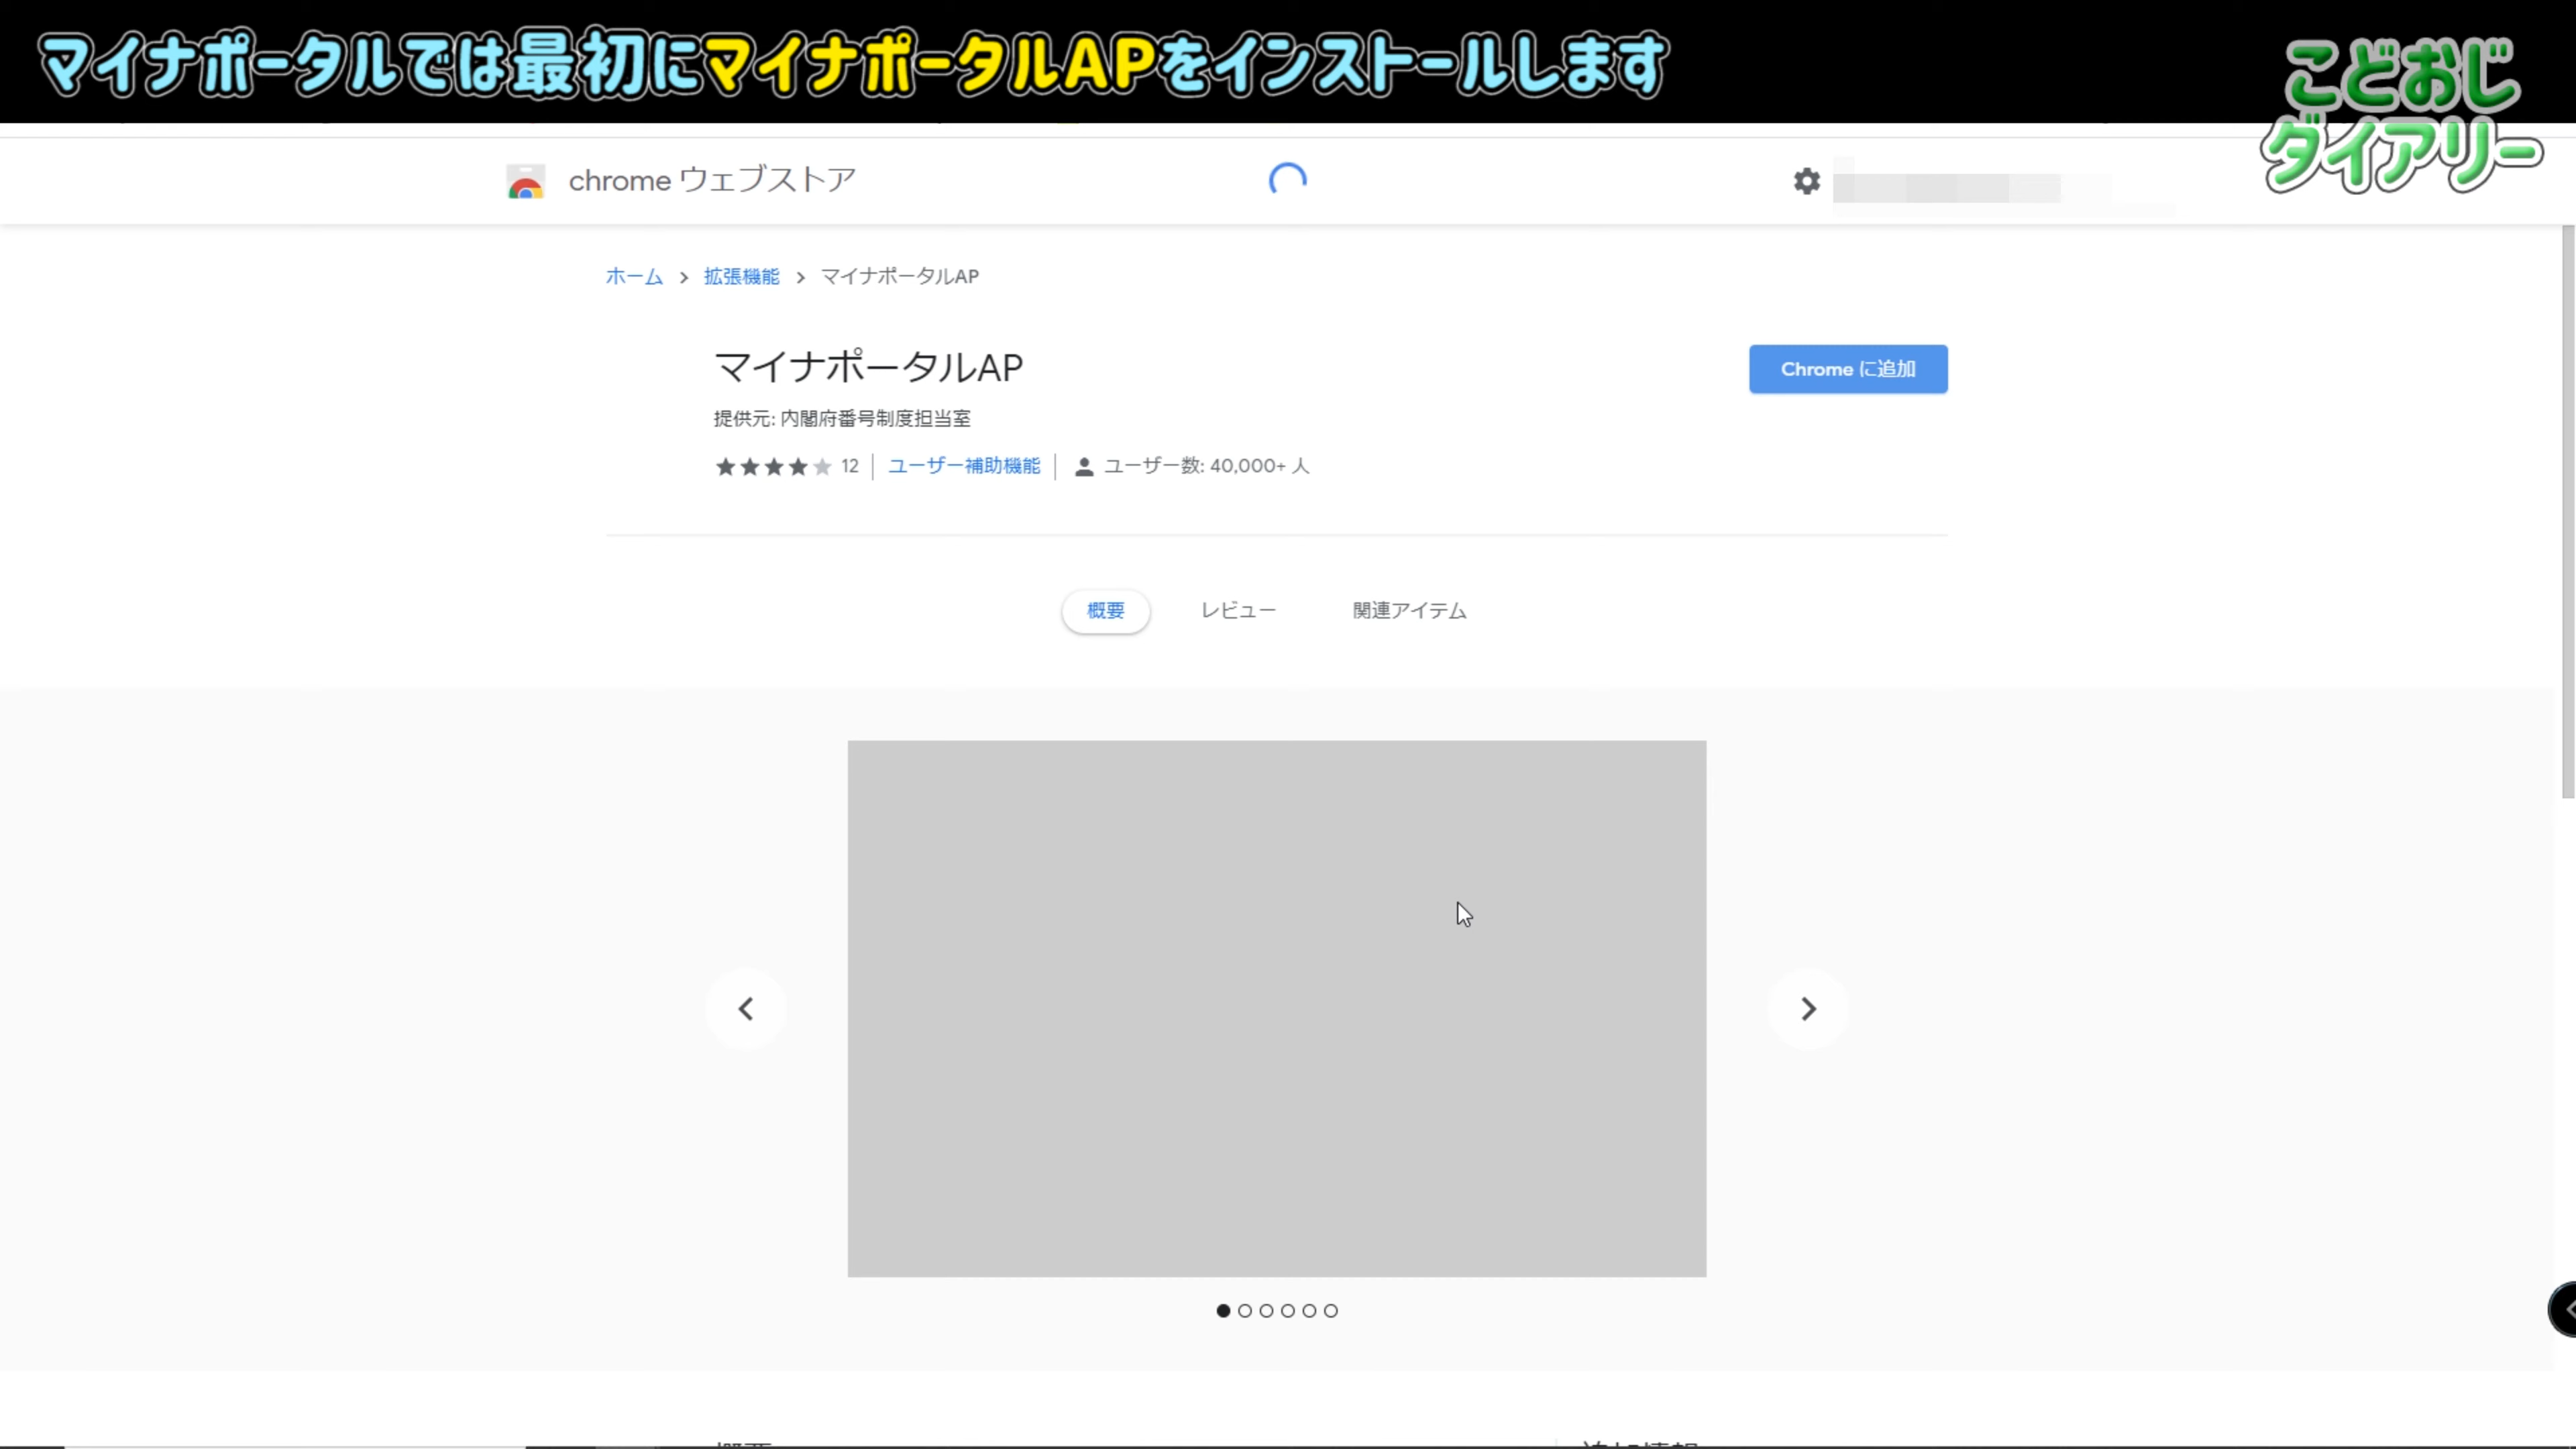 マイナポータルでは最初にマイナポータルAPをインストールします
こどおじ
ダイアリー
chrome ウェブストア
ホーム > 拡張機能 > マイナポータルAP
マイナポータルAP
Chrome に追加
提供元: 内閣府番号制度担当室
★★★★★ 12 | ユーザー補助機能 | ユーザー数: 40,000+ 人
概要 レビュー 関連アイテム